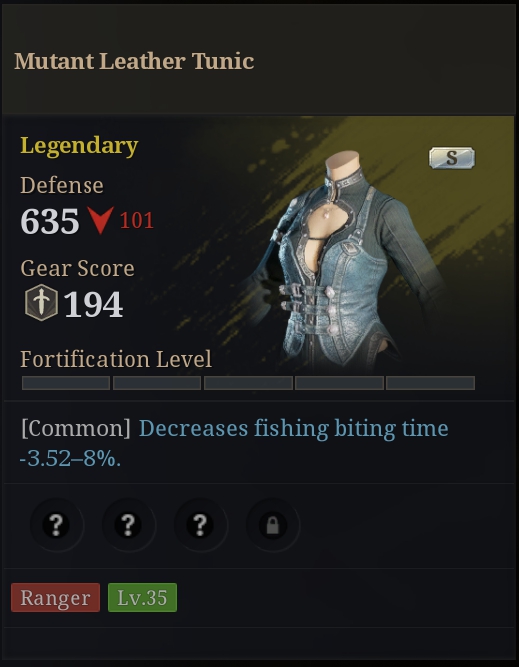 Mutant Leather Tunic
Legendary
S
Defense
635 101
Gear Score
194
Fortification Level
[Common] Decreases fishing biting time
-3.52–8%.
? ? ?
Ranger Lv.35